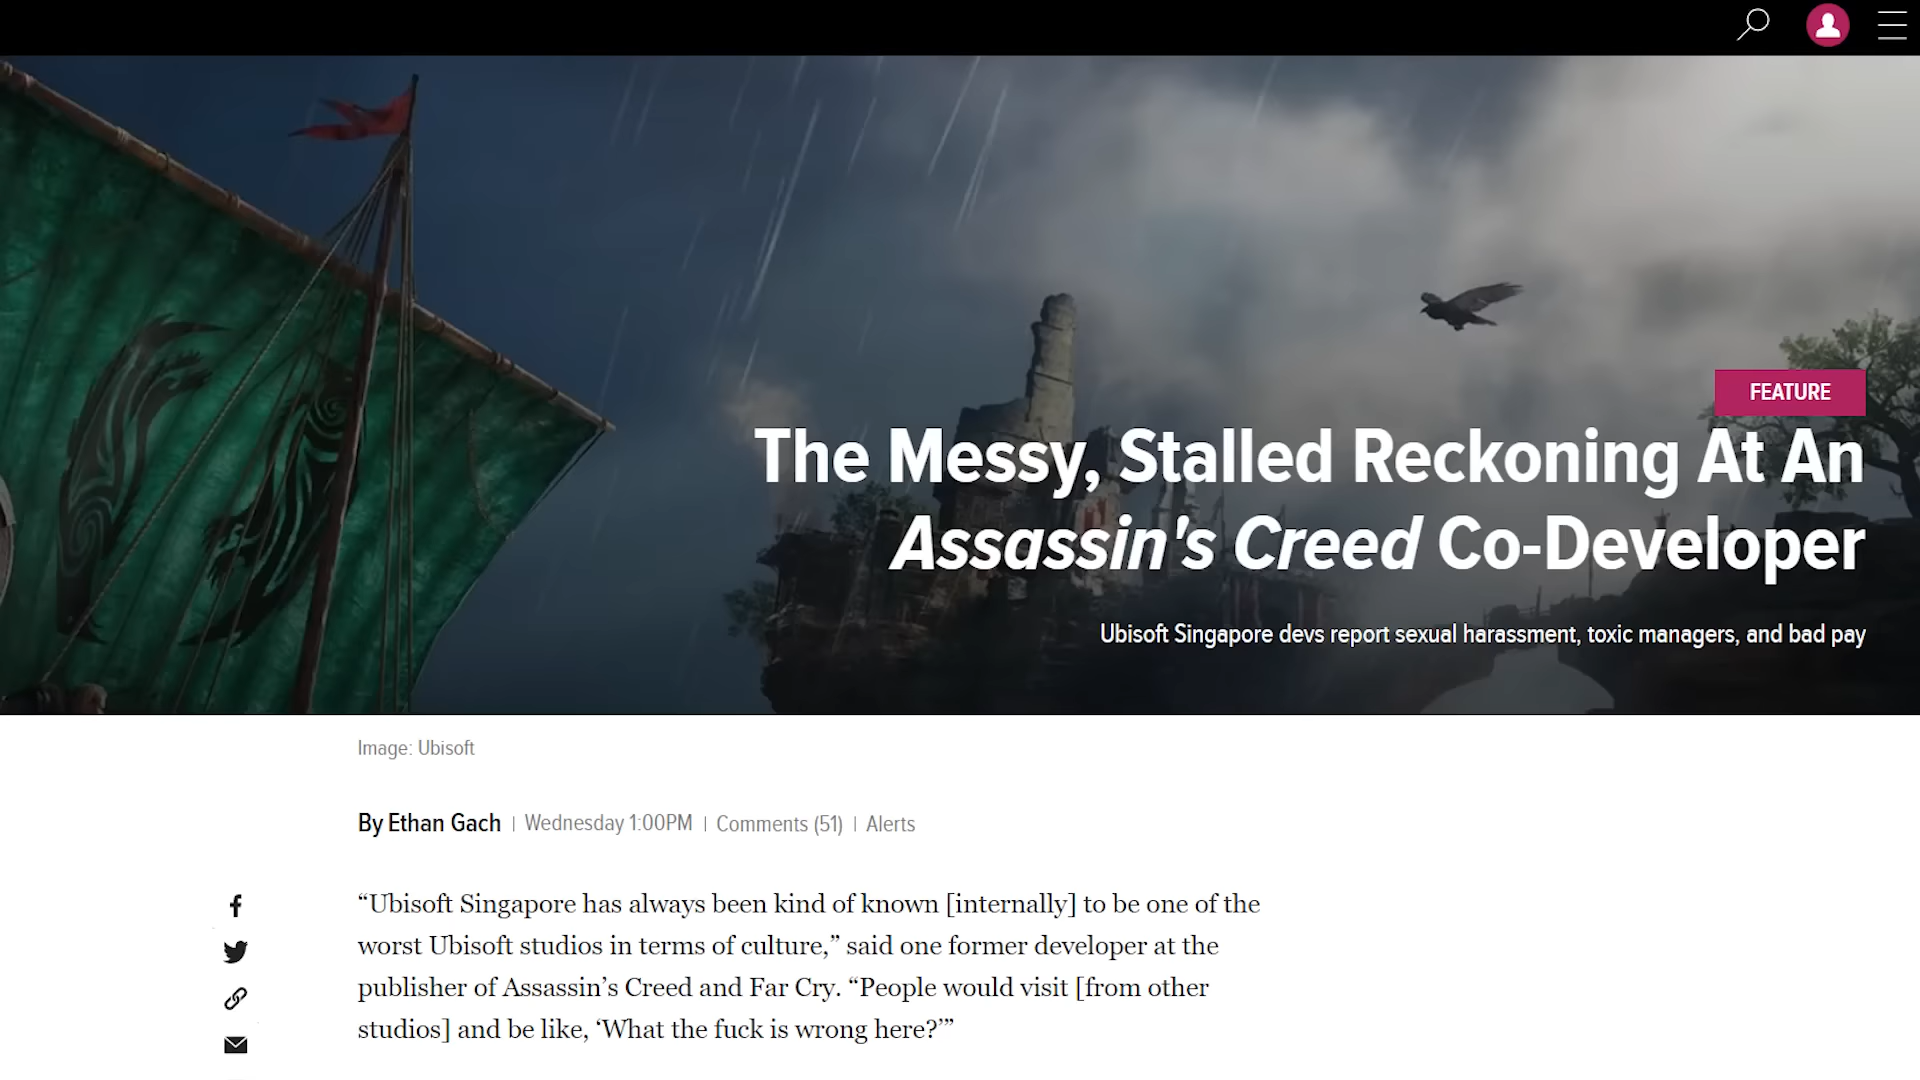 FEATURE
The Messy, Stalled Reckoning At An
Assassin's Creed Co-Developer
Ubisoft Singapore devs report sexual harassment, toxic managers, and bad pay
Image: Ubisoft
By Ethan Gach | Wednesday 1:00PM | Comments (51) | Alerts
“Ubisoft Singapore has always been kind of known [internally] to be one of the
worst Ubisoft studios in terms of culture,” said one former developer at the
publisher of Assassin’s Creed and Far Cry. “People would visit [from other
studios] and be like, ‘What the fuck is wrong here?’”